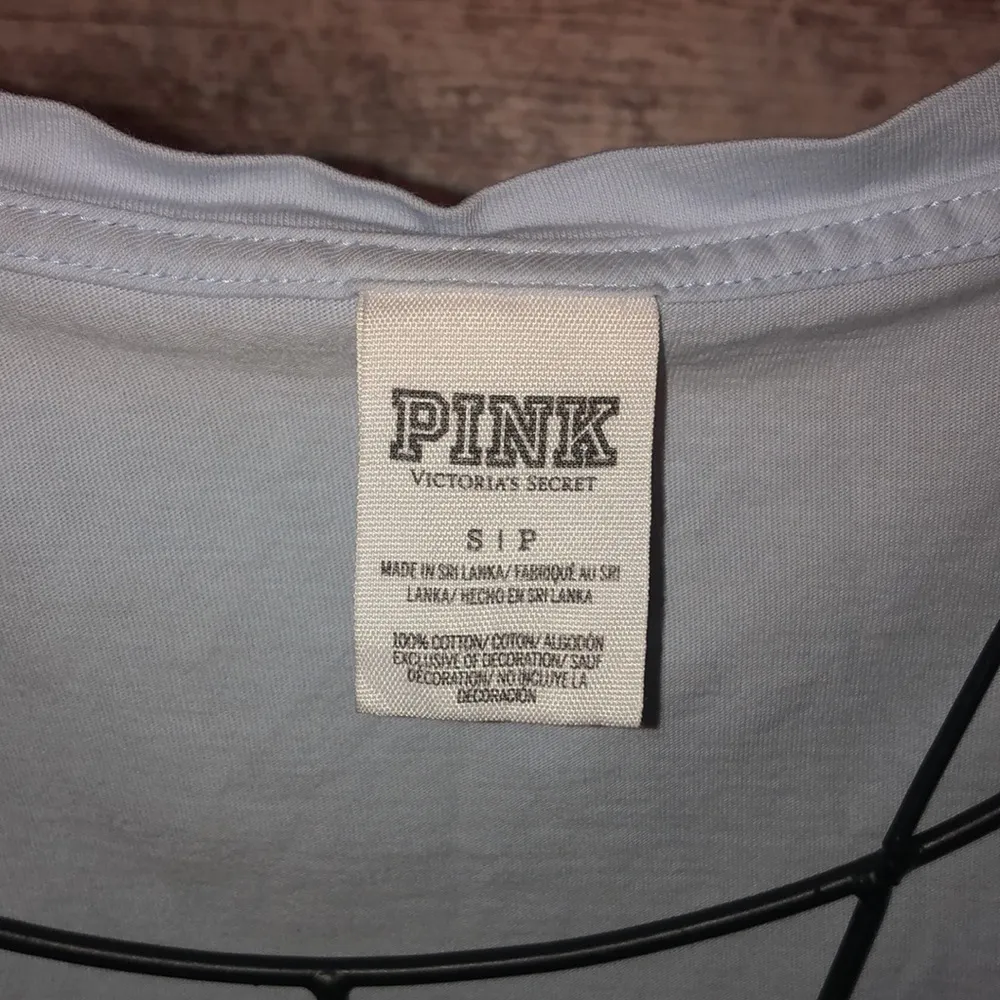 PINK
VICTORIA'S SECRET
S | P
MADE IN SRI LANKA/ FABRIQUÉ AU SRI
LANKA/ HECHO EN SRI LANKA
100% COTTON/ COTON/ ALGODÓN
EXCLUSIVE OF DECORATION/ SAUF
DÉCORATION/ NO INCLUYE LA
DECORACIÓN